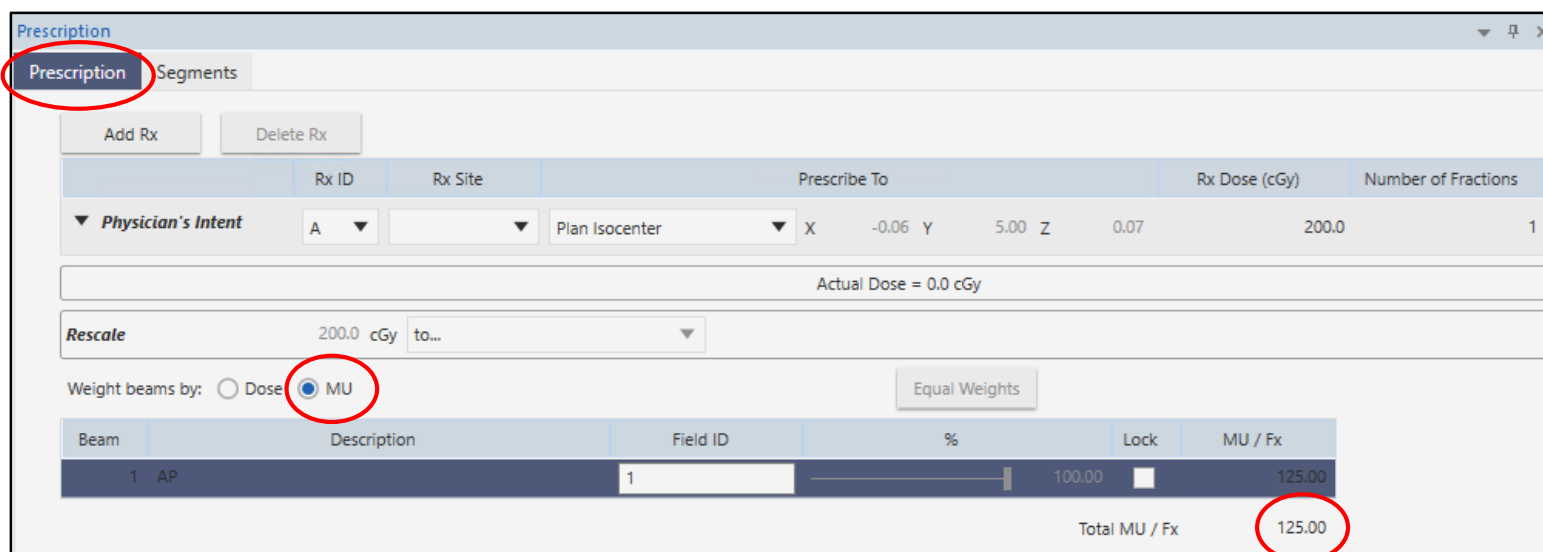 Prescription
Prescription Segments
Add Rx Delete Rx
Rx ID Rx Site Prescribe To Rx Dose (cGy) Number of Fractions
Physician's Intent A Plan Isocenter X -0.06 Y 5.00 Z 0.07 200.0 1
Actual Dose = 0.0 cGy
Rescale 200.0 cGy to...
Weight beams by: Dose MU Equal Weights
Beam Description Field ID % Lock MU / Fx
1 AP 1 100.00 125.00
Total MU / Fx 125.00